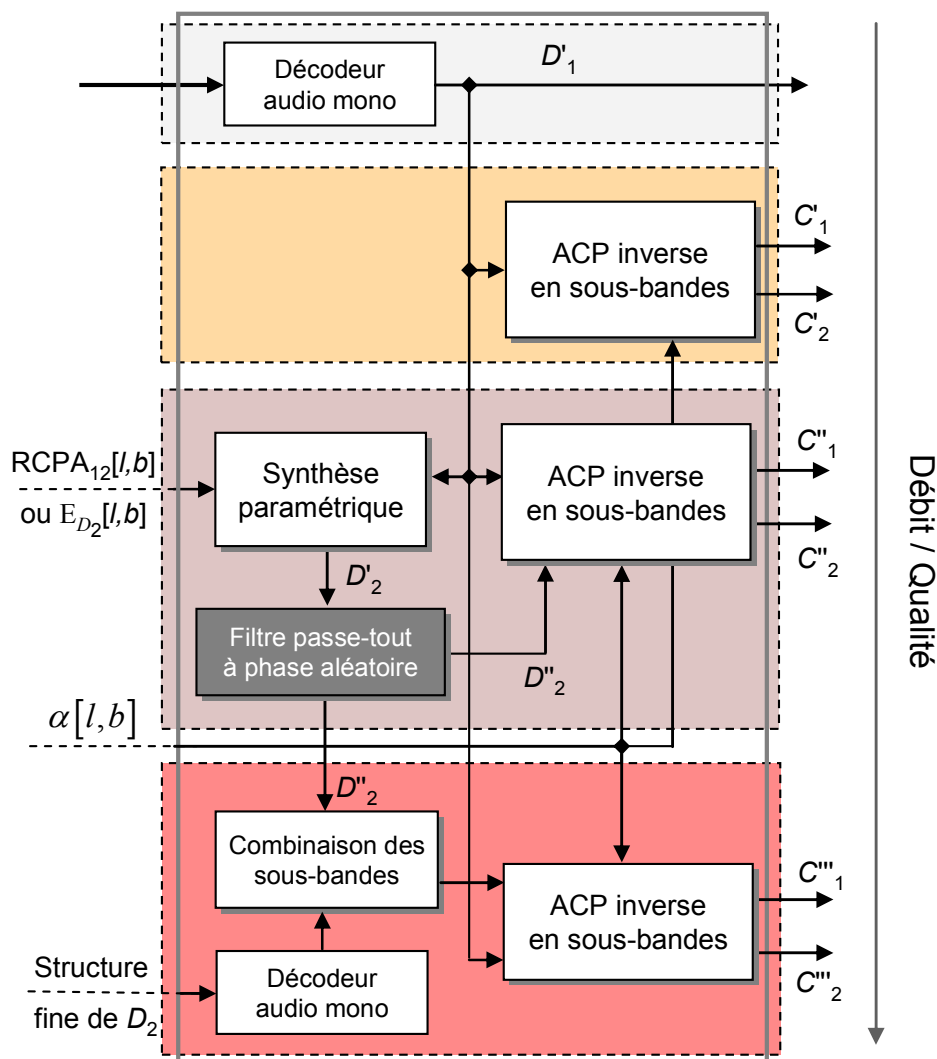 Décodeur
audio mono
D'₁
ACP inverse
en sous-bandes
C'₁
C'₂
RCPA₁₂[l,b]
ou E_D₂[l,b]
Synthèse
paramétrique
D'₂
ACP inverse
en sous-bandes
C"₁
C"₂
Filtre passe-tout
à phase aléatoire
D"₂
α[l,b]
D"₂
Combinaison des
sous-bandes
ACP inverse
en sous-bandes
C'''₁
C'''₂
Structure
fine de D₂
Décodeur
audio mono
Débit / Qualité